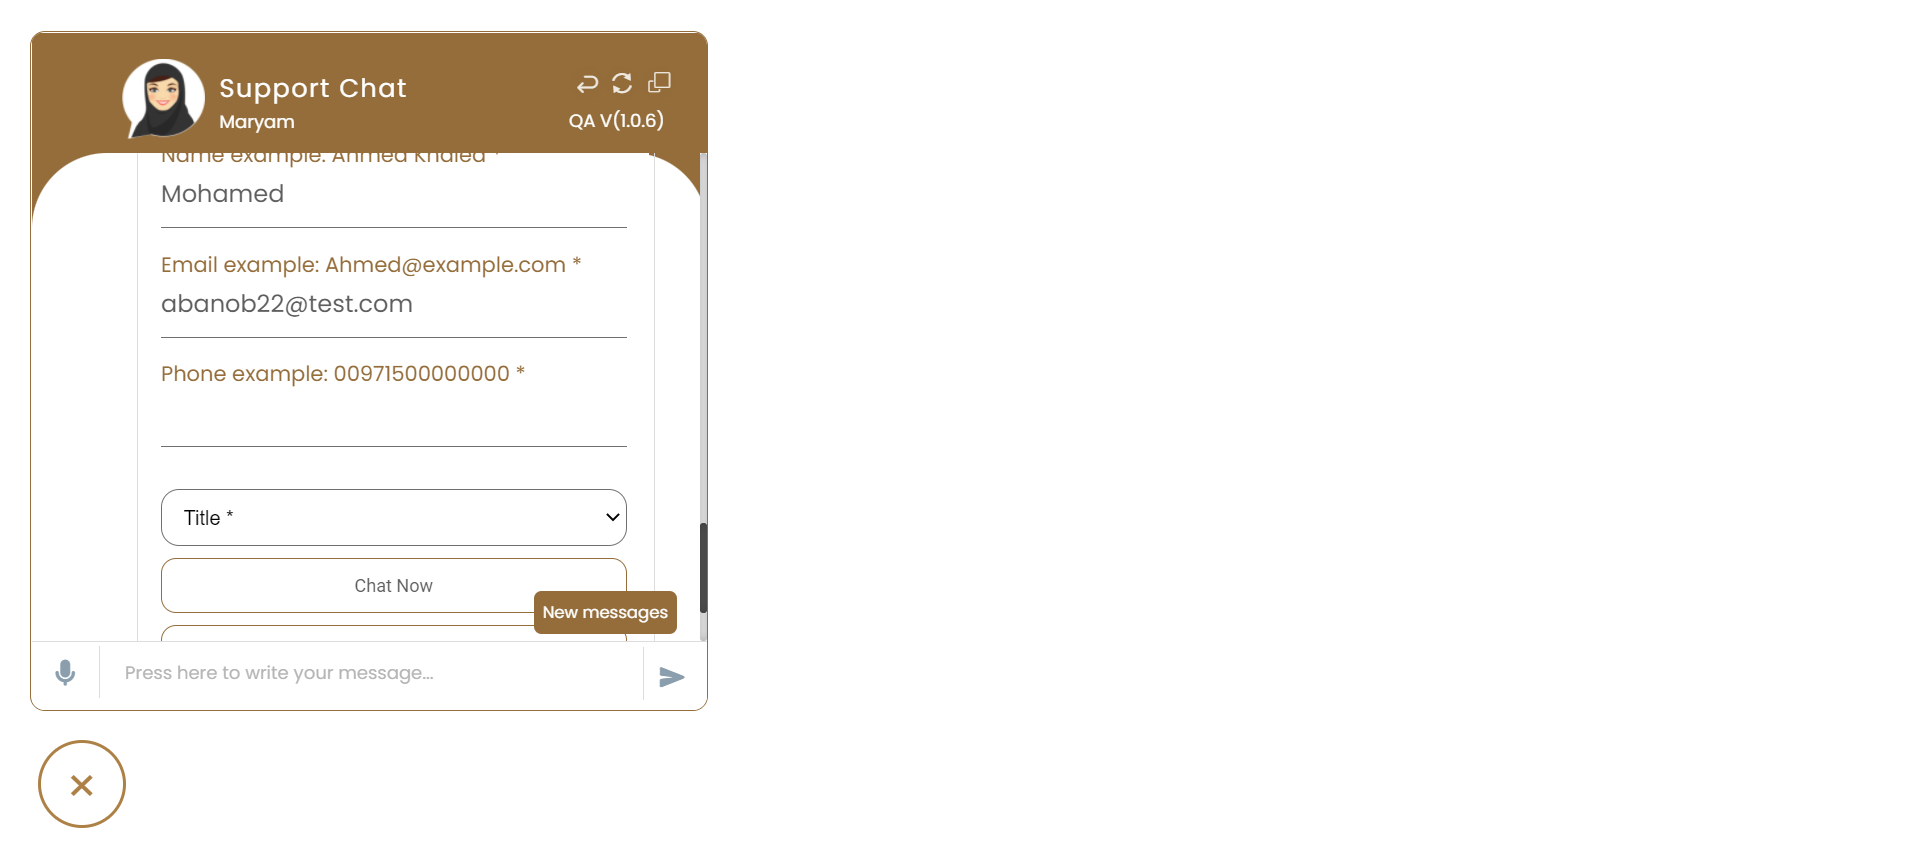 Support Chat
Maryam
QA V(1.0.6)
Name example: Ahmed Khaled *
Mohamed
Email example: Ahmed@example.com *
abanob22@test.com
Phone example: 00971500000000 *
Title *
Chat Now
New messages
Press here to write your message...